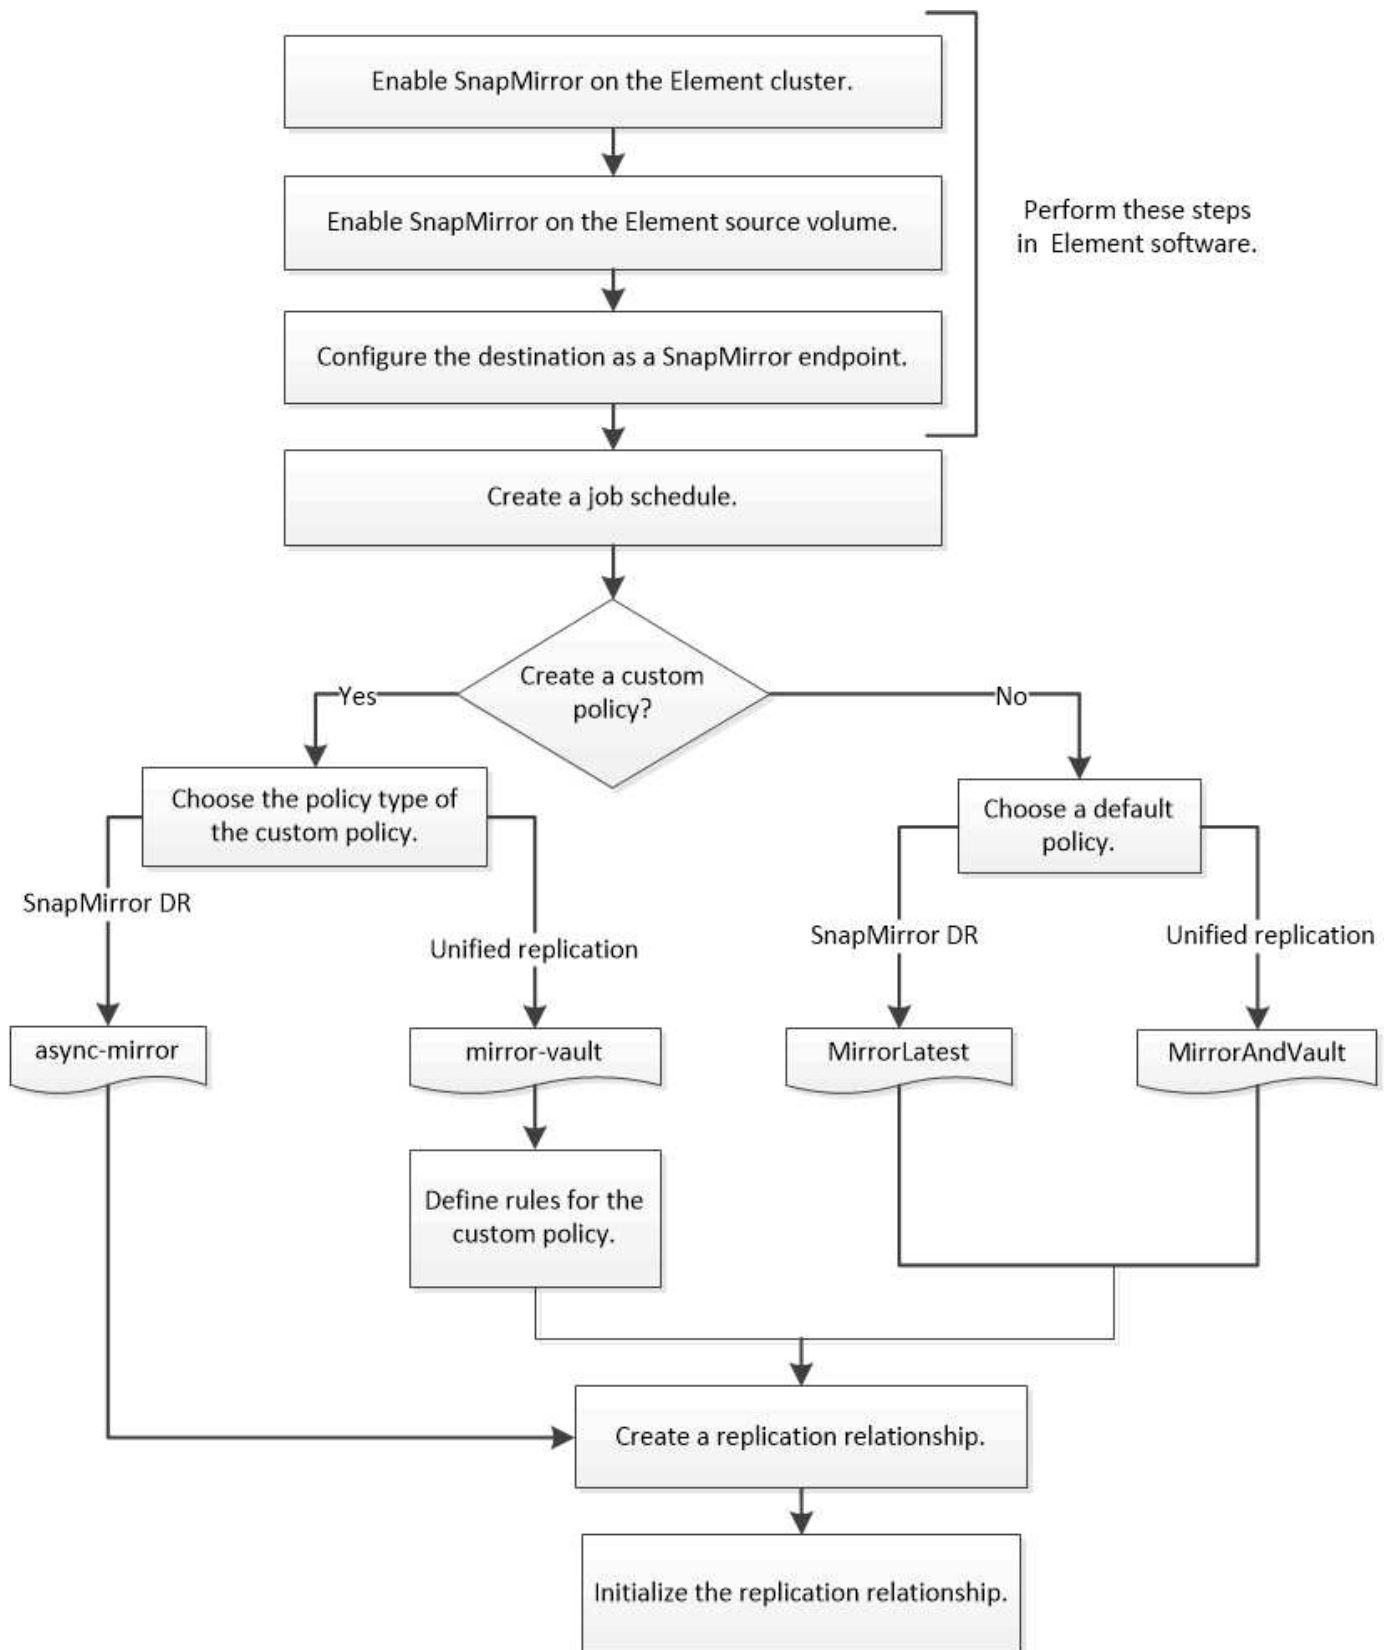 Enable SnapMirror on the Element cluster.
Enable SnapMirror on the Element source volume.
Perform these steps
in Element software.
Configure the destination as a SnapMirror endpoint.
Create a job schedule.
Create a custom
policy?
Yes
No
Choose the policy type of
the custom policy.
Choose a default
policy.
SnapMirror DR
Unified replication
SnapMirror DR
Unified replication
async-mirror
mirror-vault
MirrorLatest
MirrorAndVault
Define rules for the
custom policy.
Create a replication relationship.
Initialize the replication relationship.